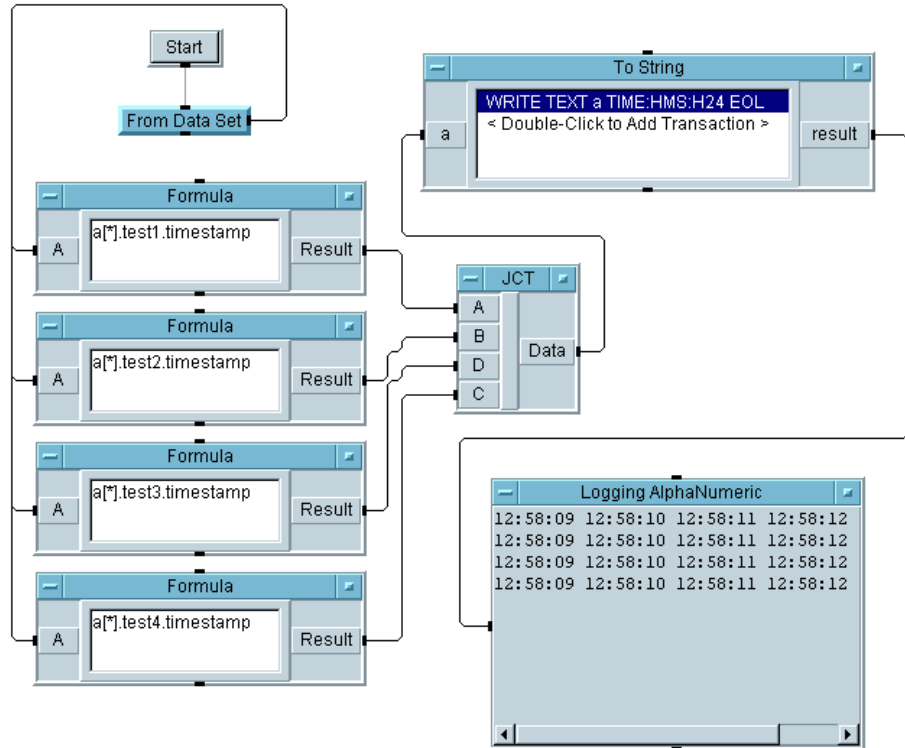 Start
From Data Set
To String
WRITE TEXT a TIME:HMS:H24 EOL
< Double-Click to Add Transaction >
a
result
Formula
A
a[*].test1.timestamp
Result
Formula
A
a[*].test2.timestamp
Result
Formula
A
a[*].test3.timestamp
Result
Formula
A
a[*].test4.timestamp
Result
JCT
A
B
D
C
Data
Logging AlphaNumeric
12:58:09 12:58:10 12:58:11 12:58:12
12:58:09 12:58:10 12:58:11 12:58:12
12:58:09 12:58:10 12:58:11 12:58:12
12:58:09 12:58:10 12:58:11 12:58:12